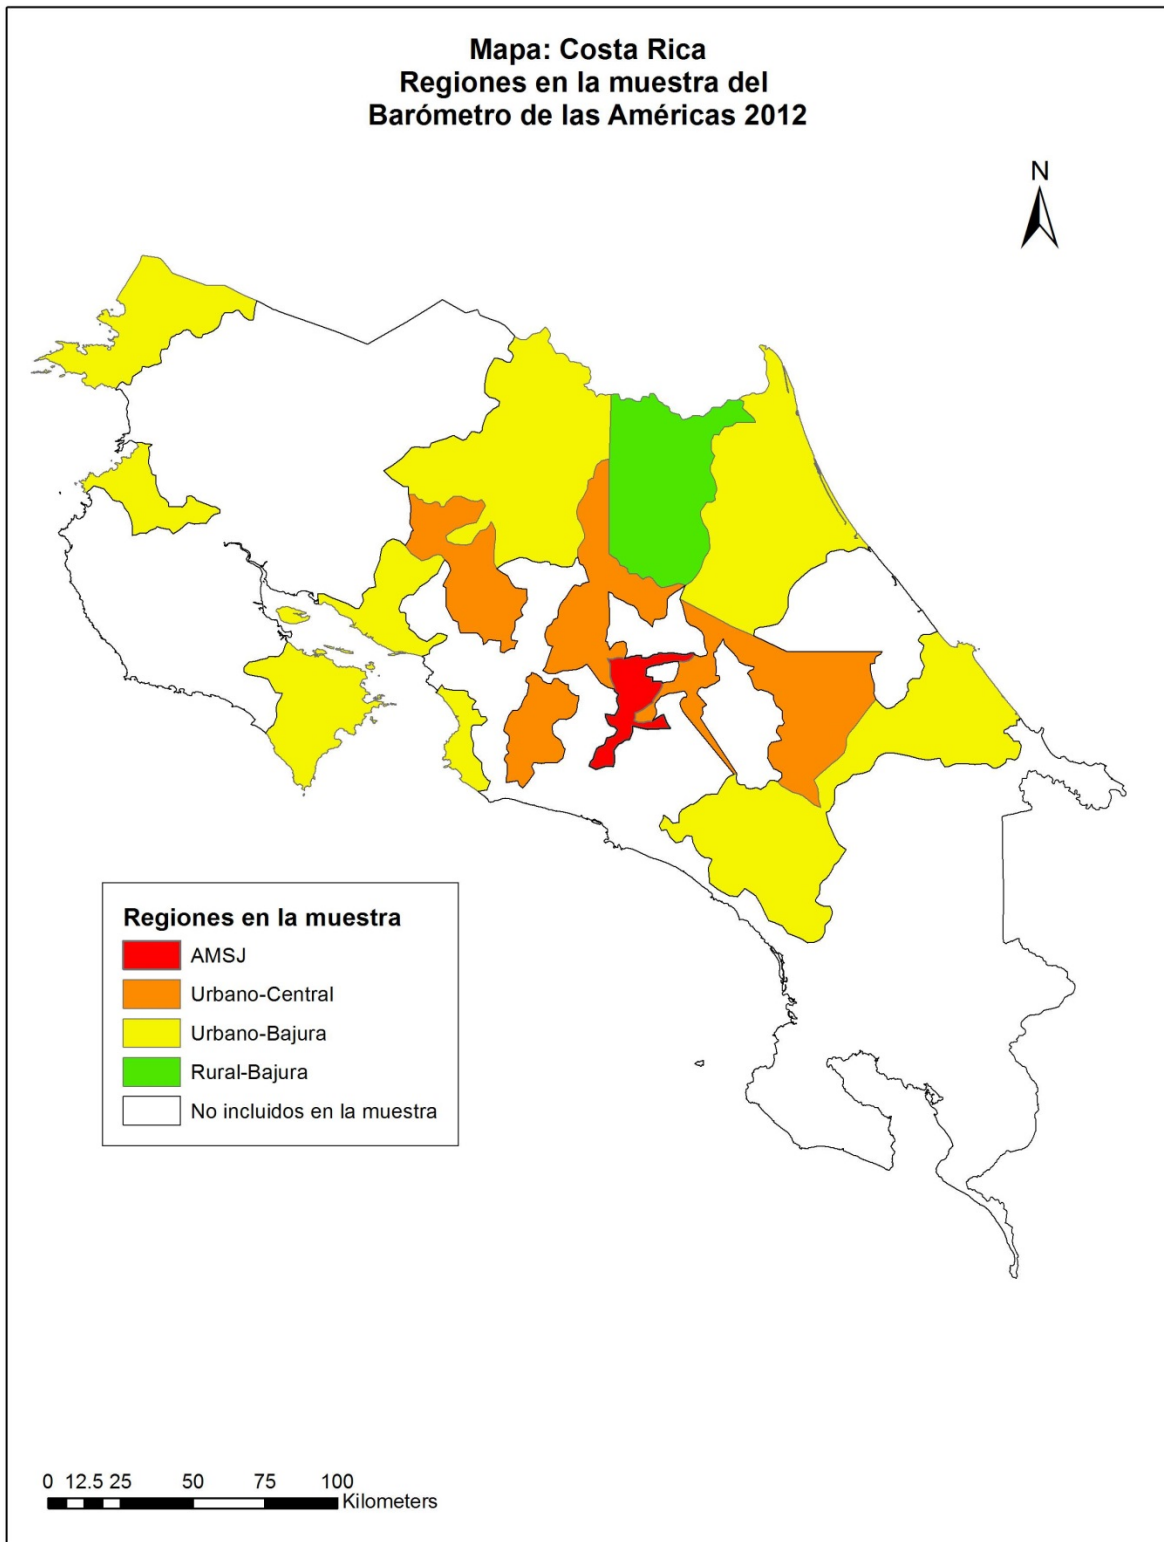 Mapa: Costa Rica
Regiones en la muestra del
Barómetro de las Américas 2012
N
Regiones en la muestra
AMSJ
Urbano-Central
Urbano-Bajura
Rural-Bajura
No incluidos en la muestra
0 12.5 25 50 75 100
Kilometers